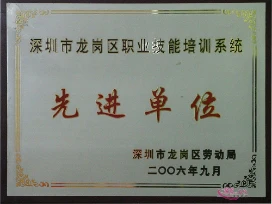 深圳市龙岗区职业技能培训系统
先进单位
深圳市龙岗区劳动局
二〇〇六年九月